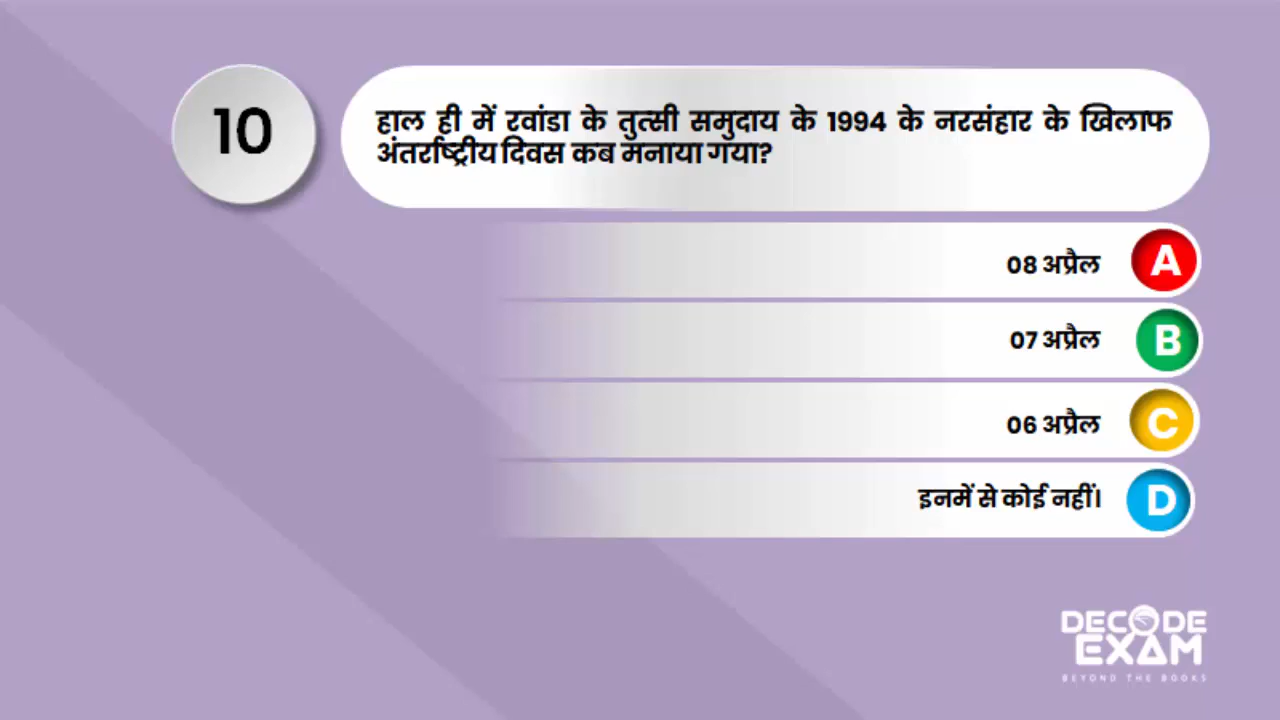 10
हाल ही में रवांडा के तुत्सी समुदाय के 1994 के नरसंहार के खिलाफ
अंतर्राष्ट्रीय दिवस कब मनाया गया?
08 अप्रैल A
07 अप्रैल B
06 अप्रैल C
इनमें से कोई नहीं। D
DECODE
EXAM
BEYOND THE BOOKS